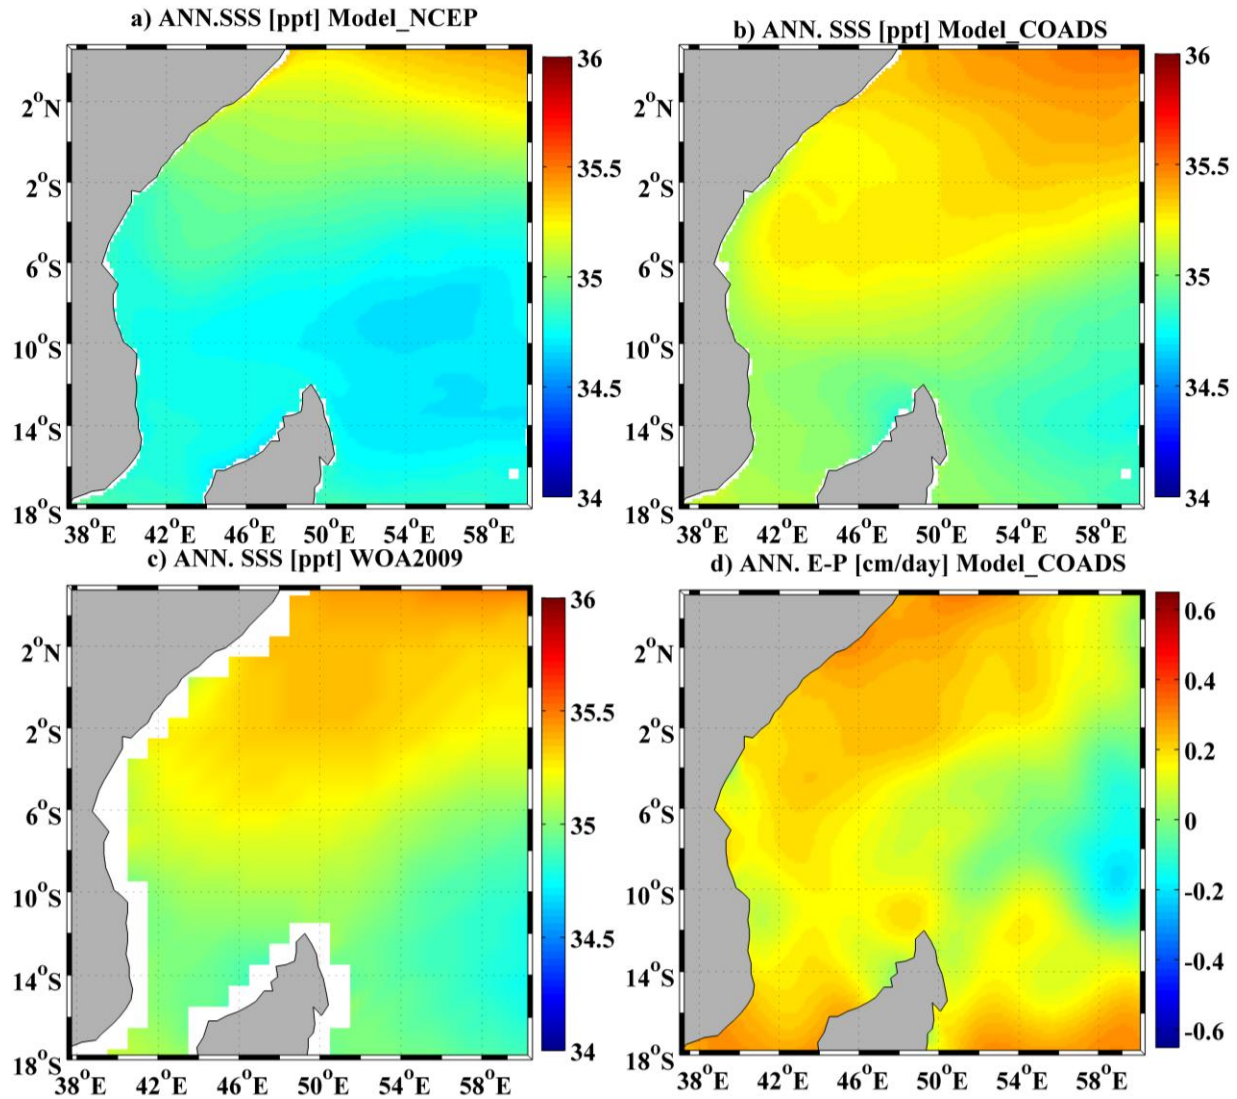 a) ANN.SSS [ppt] Model_NCEP
2°N
2°S
6°S
10°S
14°S
18°S
38°E 42°E 46°E 50°E 54°E 58°E
36
35.5
35
34.5
34
b) ANN. SSS [ppt] Model_COADS
2°N
2°S
6°S
10°S
14°S
18°S
38°E 42°E 46°E 50°E 54°E 58°E
36
35.5
35
34.5
34
c) ANN. SSS [ppt] WOA2009
2°N
2°S
6°S
10°S
14°S
18°S
38°E 42°E 46°E 50°E 54°E 58°E
36
35.5
35
34.5
34
d) ANN. E-P [cm/day] Model_COADS
2°N
2°S
6°S
10°S
14°S
18°S
38°E 42°E 46°E 50°E 54°E 58°E
0.6
0.4
0.2
0
-0.2
-0.4
-0.6